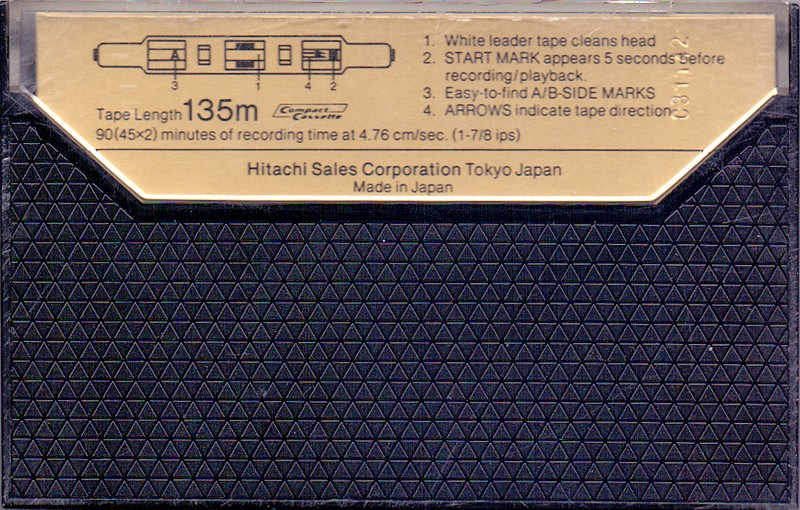 A
3 1 4 2
Tape Length 135m Compact Cassette
90(45×2) minutes of recording time at 4.76 cm/sec. (1-7/8 ips)
1. White leader tape cleans head
2. START MARK appears 5 seconds before
recording/playback.
3. Easy-to-find A/B-SIDE MARKS
4. ARROWS indicate tape direction
Hitachi Sales Corporation Tokyo Japan
Made in Japan